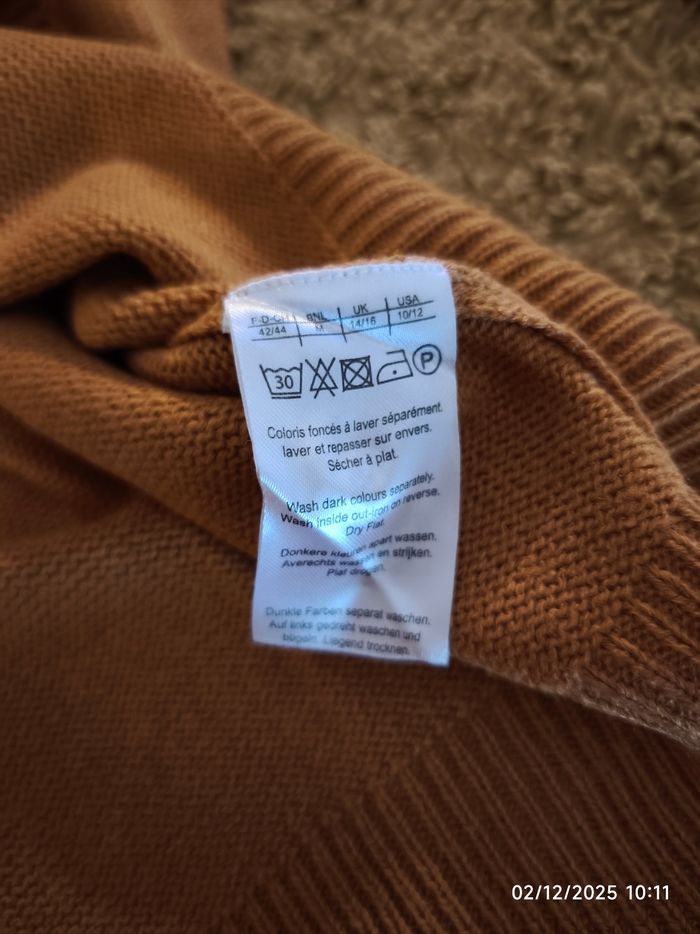 F-D-CH BNL UK USA
42/44 M 14/16 10/12
30 P
Coloris foncés à laver séparément.
laver et repasser sur envers.
Sècher à plat.
Wash dark colours separately.
Wash inside out-iron on reverse.
Dry Flat.
Donkere kleuren apart wassen.
Averechts wassen en strijken.
Plat drogen.
Dunkle Farben separat waschen.
Auf links gedreht waschen und
bügeln. Liegend trocknen.
02/12/2025 10:11